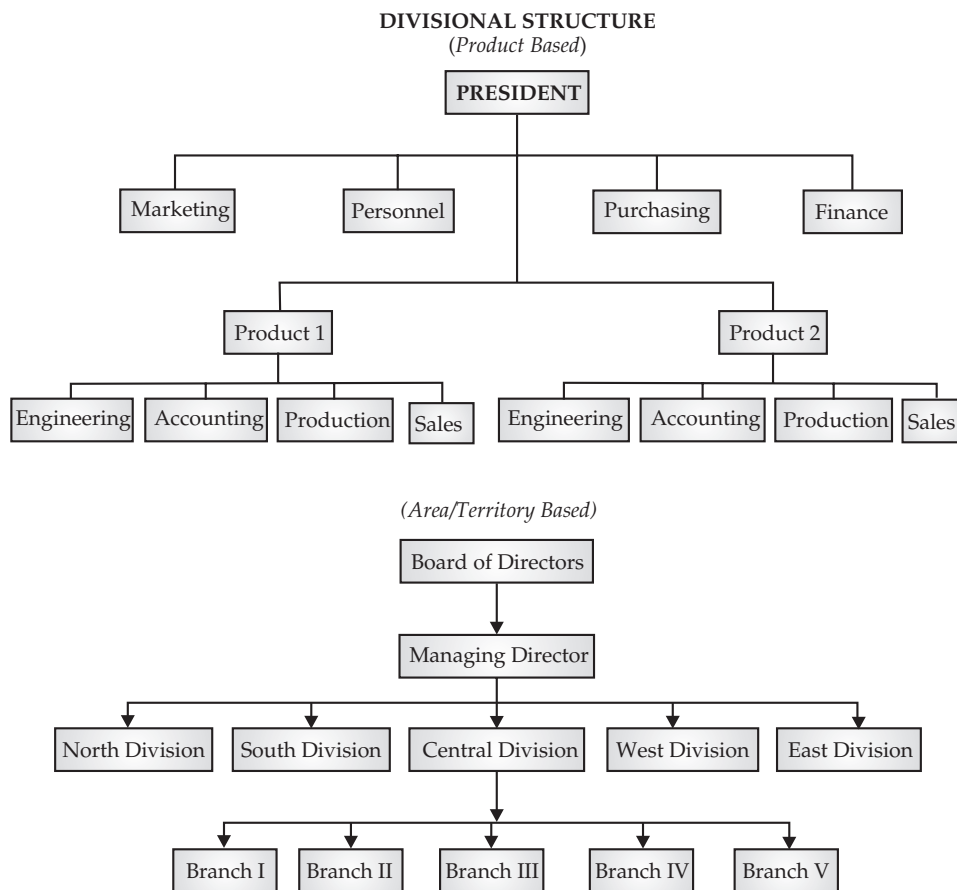 DIVISIONAL STRUCTURE
(Product Based)
PRESIDENT
Marketing
Personnel
Purchasing
Finance
Product 1
Product 2
Engineering
Accounting
Production
Sales
Engineering
Accounting
Production
Sales
(Area/Territory Based)
Board of Directors
Managing Director
North Division
South Division
Central Division
West Division
East Division
Branch I
Branch II
Branch III
Branch IV
Branch V